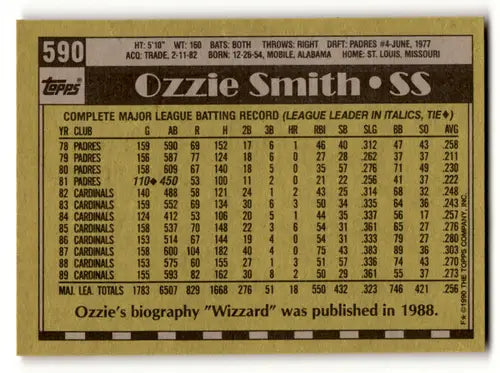 590
HT: 5'10" WT: 160 BATS: BOTH THROWS: RIGHT DRFT: PADRES #4-JUNE, 1977
ACQ: TRADE, 2-11-82 BORN: 12-26-54, MOBILE, ALABAMA HOME: ST. LOUIS, MISSOURI
Topps
Ozzie Smith • SS
COMPLETE MAJOR LEAGUE BATTING RECORD (LEAGUE LEADER IN ITALICS, TIE♦)
YR CLUB G AB R H 2B 3B HR RBI SB SLG BB SO AVG
78 PADRES 159 590 69 152 17 6 1 46 40 .312 47 43 .258
79 PADRES 156 587 77 124 18 6 0 27 28 .262 37 37 .211
80 PADRES 158 609 67 140 18 5 0 35 57 .276 71 49 .230
81 PADRES 110♦ 450 53 100 11 2 0 21 22 .256 41 37 .222
82 CARDINALS 140 488 58 121 24 1 2 43 25 .314 68 32 .248
83 CARDINALS 159 552 69 134 30 6 3 50 34 .335 64 36 .243
84 CARDINALS 124 412 53 106 20 5 1 44 35 .337 56 17 .257
85 CARDINALS 158 537 70 148 22 3 6 54 31 .361 65 27 .276
86 CARDINALS 153 514 67 144 19 4 0 54 31 .333 79 27 .280
87 CARDINALS 158 600 104 182 40 4 0 75 43 .383 89 36 .303
88 CARDINALS 153 575 60 155 27 1 3 51 57 .336 74 43 .270
89 CARDINALS 155 593 82 162 30 8 2 50 29 .361 55 37 .273
MAJ. LEA. TOTALS 1783 6507 829 1668 276 51 18 550 432 .323 746 421 .256
Ozzie's biography "Wizzard" was published in 1988.
F★ ©1990 THE TOPPS COMPANY, INC.